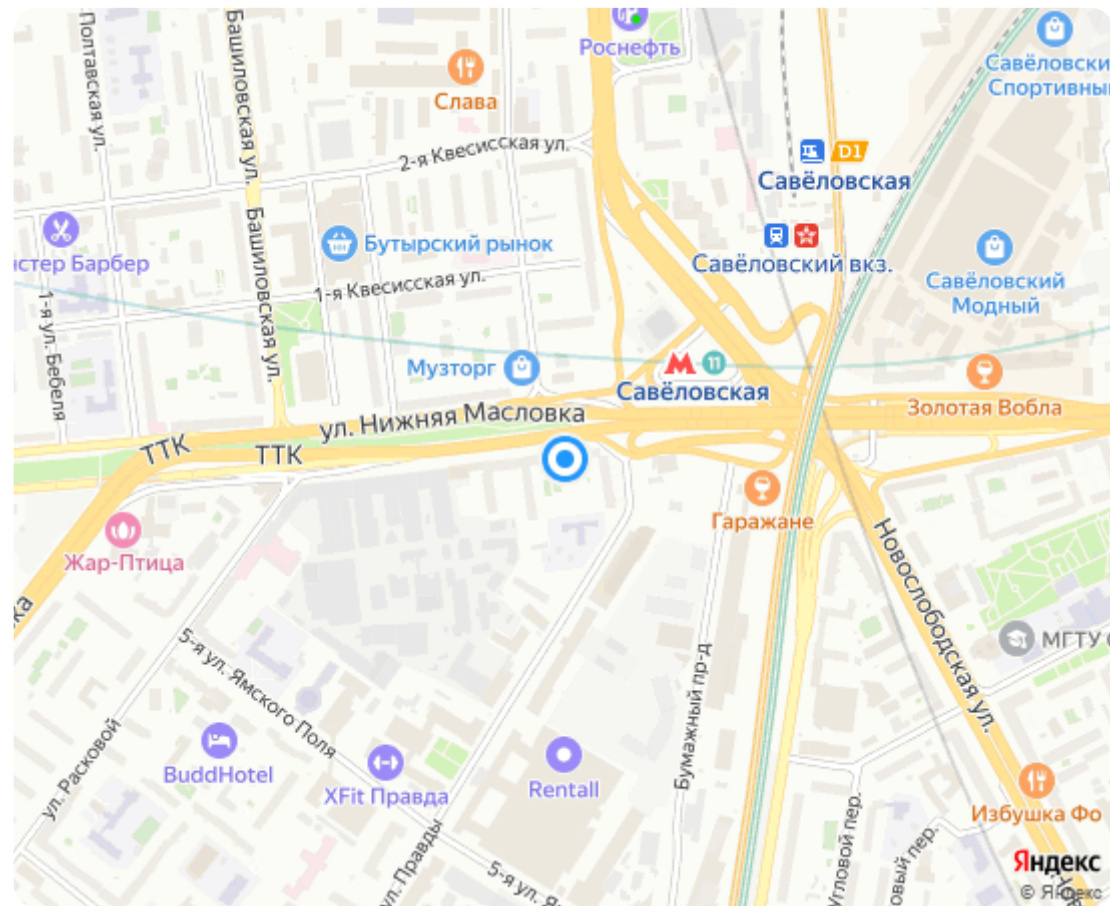 Полтавская ул.
Башиловская ул.
Роснефть
Савёловски
Спортивны
Слава
2-я Квесисская ул.
D1
Савёловская
Башиловская ул.
Бутырский рынок
стер Барбер
Савёловский вкз.
Савёловский
Модный
1-я Квесисская ул.
1-я ул. Бебеля
Музторг
11
Савёловская
Золотая Вобла
ул. Нижняя Масловка
ТТК
ТТК
Гаражане
Жар-Птица
Новослободская ул.
ка
МГТУ С
5-я ул. Ямского Поля
Бумажный пр-д
ул. Расковой
BuddHotel
XFit Правда
Rentall
Избушка Фо
Угловой пер.
овый пер.
ул. Правды
5-я ул. Я
Яндекс
© Яндекс